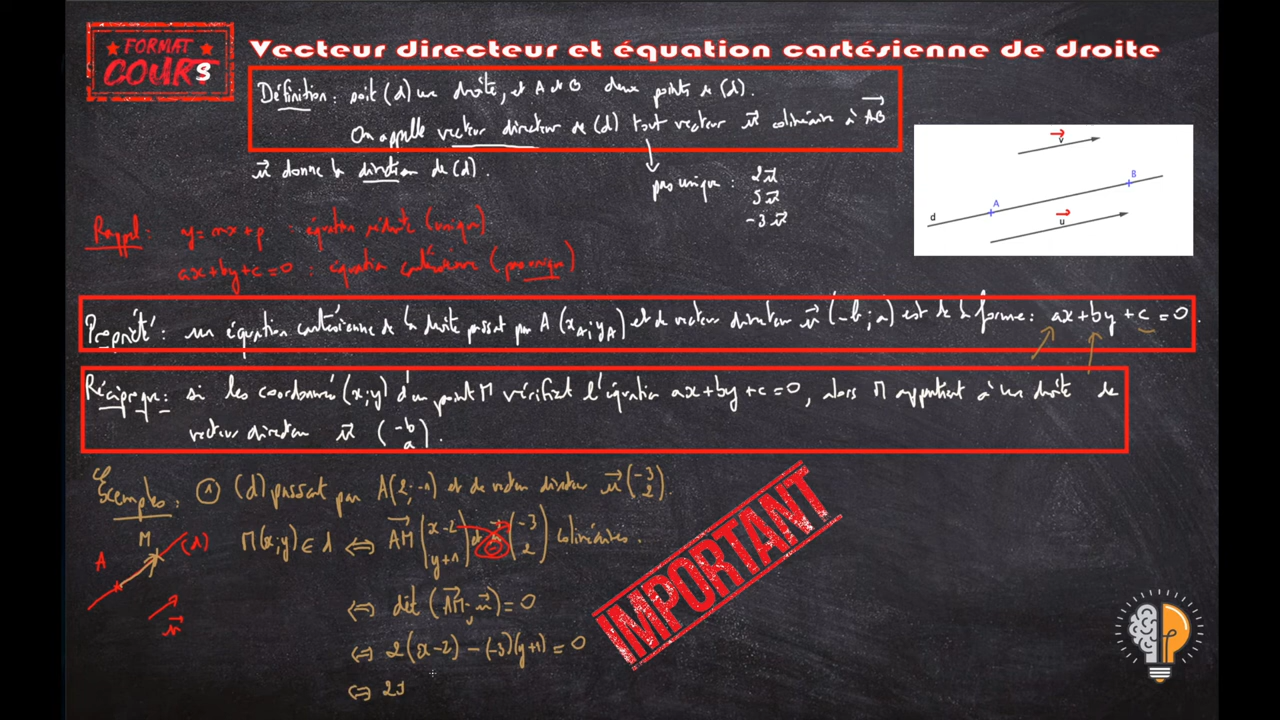 FORMAT
COURS
Vecteur directeur et équation cartésienne de droite
Définition : soit (d) une droite, et A et B deux points de (d).
On appelle vecteur directeur de (d) tout vecteur u⃗ colinéaire à AB⃗
u⃗ donne la direction de (d).
pas unique : 2u⃗
5u⃗
-3u⃗
v⃗
B
A
d
u⃗
Rappel : y = mx + p : équation réduite (unique)
ax + by + c = 0 : équation cartésienne (pas unique)
Propriété : une équation cartésienne de la droite passant par A (xA ; yA) et de vecteur directeur u⃗ (-b ; a) est de la forme : ax + by + c = 0.
Réciproque : si les coordonnées (x ; y) d'un point M vérifient l'équation ax + by + c = 0, alors M appartient à une droite de
vecteur directeur u⃗ (-b a).
Exemples : ① (d) passant par A(2 ; -1) et de vecteur directeur u⃗ (-3 2).
M(x ; y) ∈ d ⇔ AM⃗ (x-2 y+1) et u⃗ (-3 2) colinéaires.
⇔ dét (AM⃗ ; u⃗) = 0
⇔ 2(x-2) - (-3)(y+1) = 0
⇔ 2x
M
(d)
A
u⃗
IMPORTANT